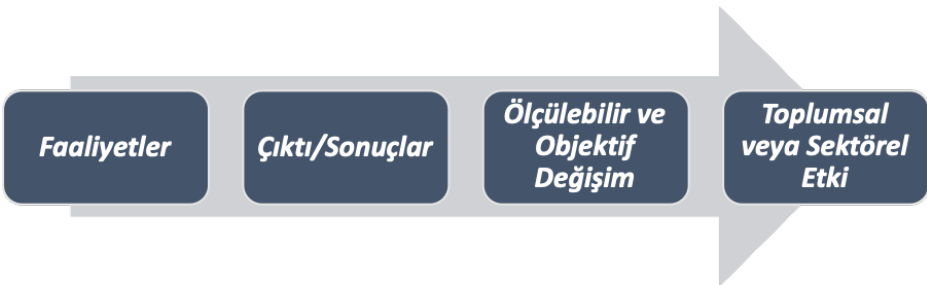 Faaliyetler
Çıktı/Sonuçlar
Ölçülebilir ve
Objektif
Değişim
Toplumsal
veya Sektörel
Etki